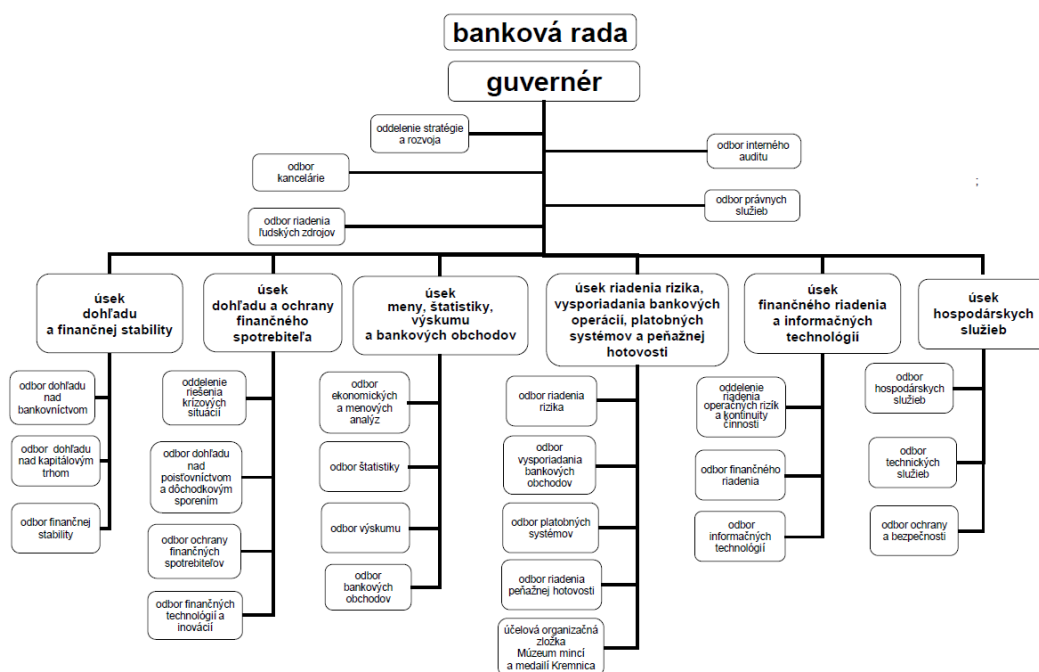 banková rada
guvernér
oddelenie stratégie
a rozvoja
odbor interného
auditu
odbor
kancelárie
;
odbor právnych
služieb
odbor riadenia
ľudských zdrojov
úsek
dohľadu
a finančnej stability
úsek
dohľadu a ochrany
finančného
spotrebiteľa
úsek
meny, štatistiky,
výskumu
a bankových obchodov
úsek riadenia rizika,
vysporiadania bankových
operácií, platobných
systémov a peňažnej
hotovosti
úsek
finančného riadenia
a informačných
technológií
úsek
hospodárskych
služieb
odbor dohľadu
nad
bankovníctvom
odbor dohľadu
nad kapitálovým
trhom
odbor finančnej
stability
oddelenie
riešenia
krízových
situácií
odbor dohľadu
nad
poisťovníctvom
a dôchodkovým
sporením
odbor ochrany
finančných
spotrebiteľov
odbor finančných
technológií a
inovácií
odbor
ekonomických
a menových
analýz
odbor štatistiky
odbor výskumu
odbor
bankových
obchodov
odbor riadenia
rizika
odbor
vysporiadania
bankových
obchodov
odbor platobných
systémov
odbor riadenia
peňažnej hotovosti
účelová organizačná
zložka
Múzeum mincí
a medailí Kremnica
oddelenie
riadenia
operačných rizík
a kontinuity
činností
odbor finančného
riadenia
odbor
informačných
technológií
odbor
hospodárskych
služieb
odbor
technických
služieb
odbor ochrany
a bezpečnosti